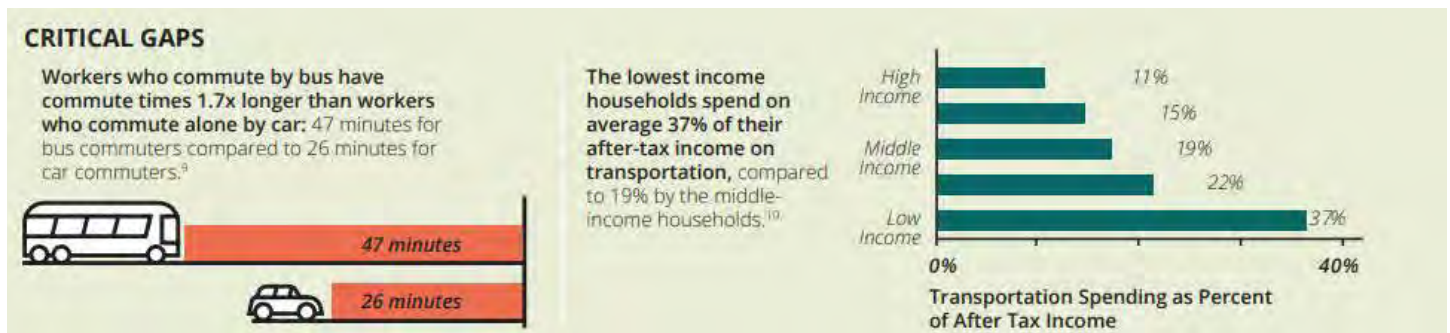 CRITICAL GAPS
Workers who commute by bus have
commute times 1.7x longer than workers
who commute alone by car: 47 minutes for
bus commuters compared to 26 minutes for
car commuters.⁹
47 minutes
26 minutes
The lowest income
households spend on
average 37% of their
after-tax income on
transportation, compared
to 19% by the middle-
income households.¹⁰
High
Income
11%
15%
Middle
Income
19%
22%
Low
Income
37%
0%
40%
Transportation Spending as Percent
of After Tax Income